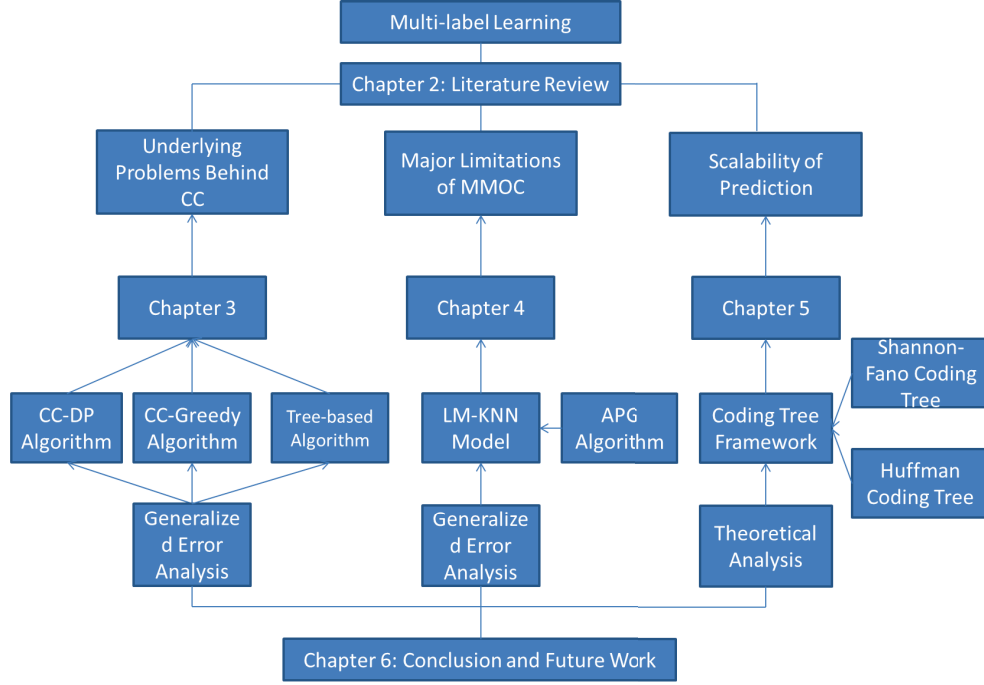 Multi-label Learning
Chapter 2: Literature Review
Underlying
Problems Behind
CC
Major Limitations
of MMOC
Scalability of
Prediction
Chapter 3
Chapter 4
Chapter 5
CC-DP
Algorithm
CC-Greedy
Algorithm
Tree-based
Algorithm
LM-KNN
Model
APG
Algorithm
Coding Tree
Framework
Shannon-
Fano Coding
Tree
Huffman
Coding Tree
Generalize
d Error
Analysis
Generalize
d Error
Analysis
Theoretical
Analysis
Chapter 6: Conclusion and Future Work